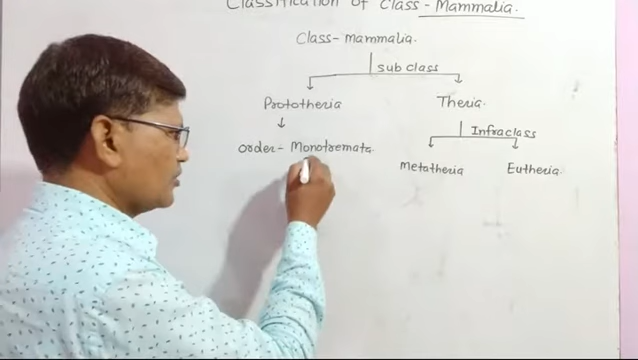 Classification of Class - Mammalia.
Class - mammalia.
sub class
Prototheria Theria.
Infraclass
order - Monotremata
Metatheria Eutheria.